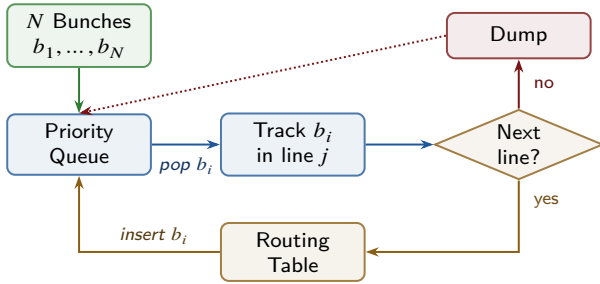 N Bunches
b₁, ..., b_N
Dump
no
Priority
Queue
pop bᵢ
Track bᵢ
in line j
Next
line?
yes
insert bᵢ
Routing
Table